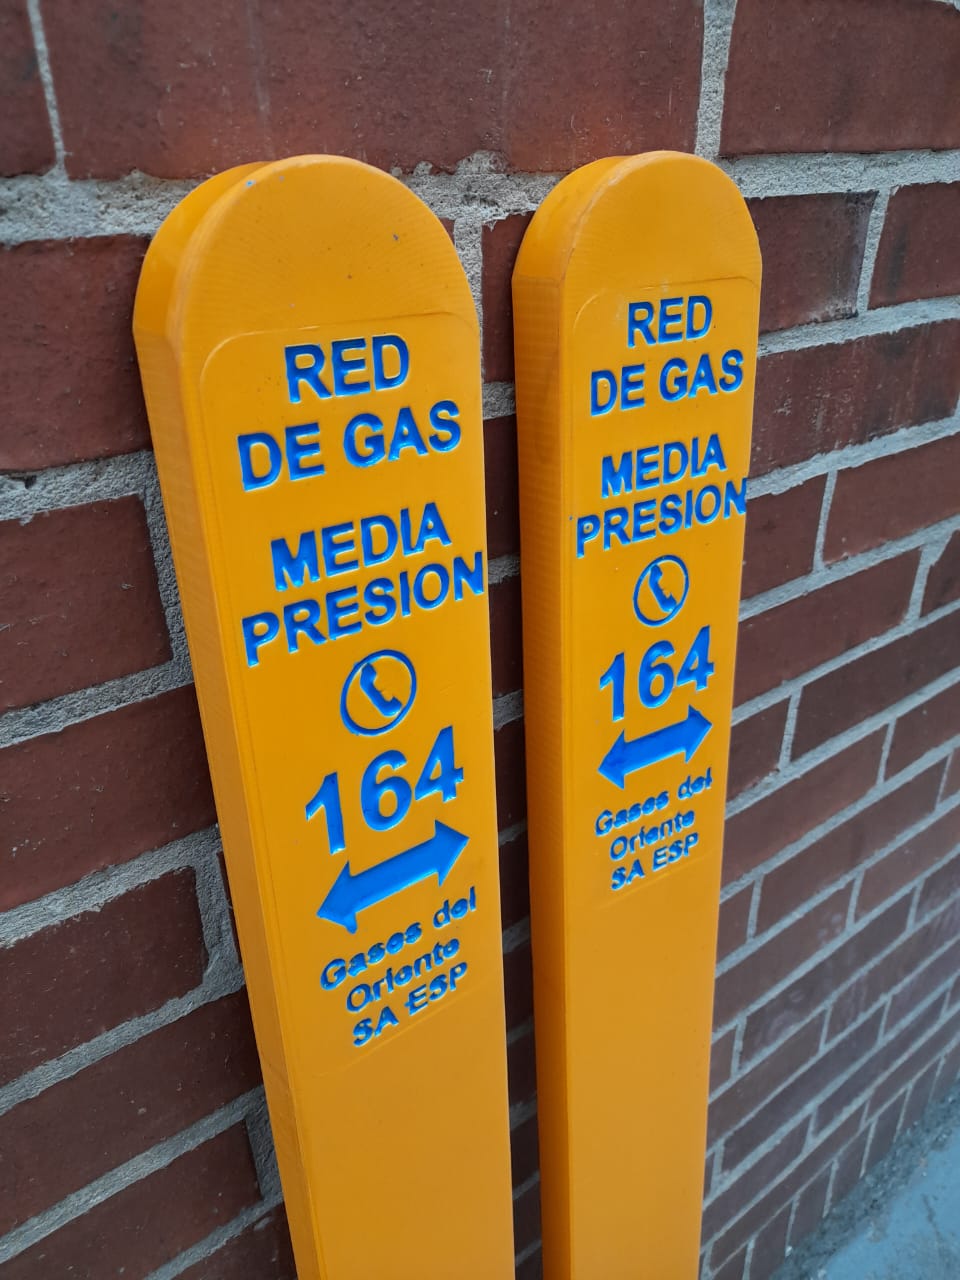 RED
DE GAS
MEDIA
PRESION
164
Gases del
Oriente
SA ESP
RED
DE GAS
MEDIA
PRESION
164
Gases del
Oriente
SA ESP